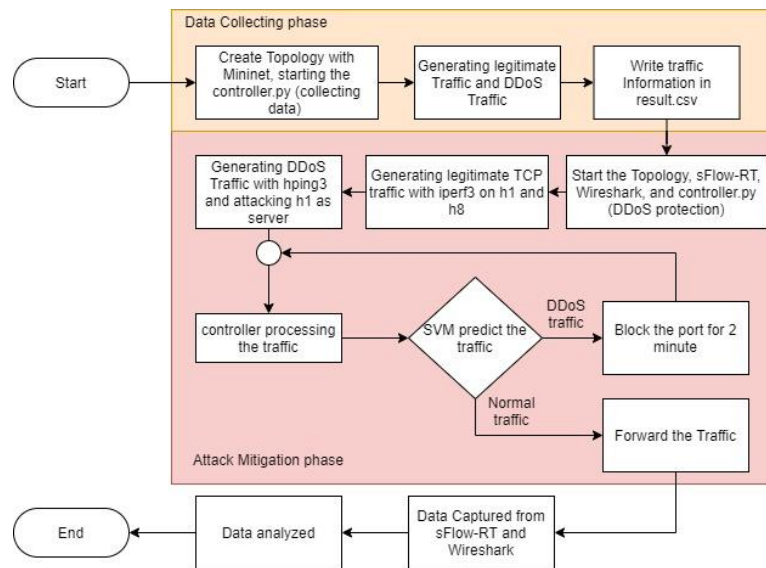 Data Collecting phase
Start
Create Topology with
Mininet, starting the
controller.py (collecting
data)
Generating legitimate
Traffic and DDoS
Traffic
Write traffic
Information in
result.csv
Generating DDoS
Traffic with hping3
and attacking h1 as
server
Generating legitimate TCP
traffic with iperf3 on h1 and
h8
Start the Topology, sFlow-RT,
Wireshark, and controller.py
(DDoS protection)
controller processing
the traffic
SVM predict the
traffic
DDoS
traffic
Block the port for 2
minute
Normal
traffic
Forward the Traffic
Attack Mitigation phase
End
Data analyzed
Data Captured from
sFlow-RT and
Wireshark